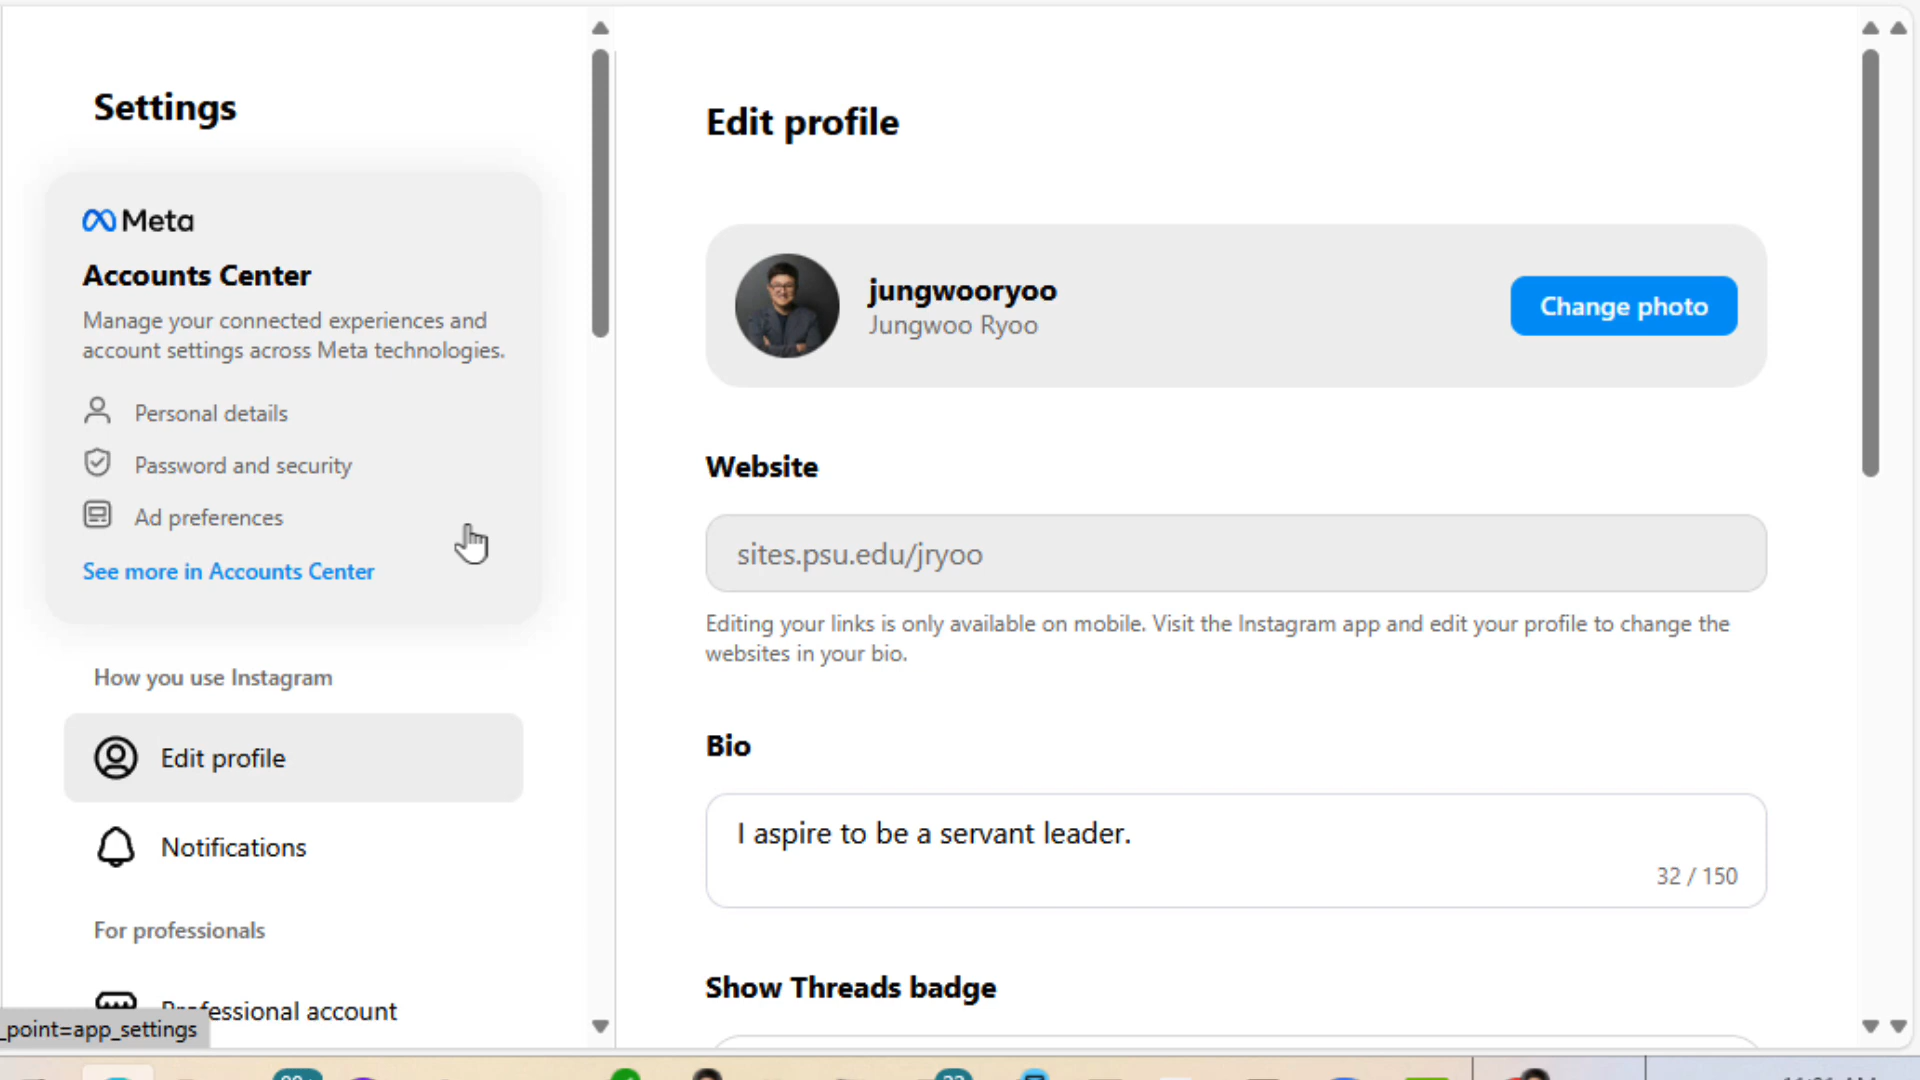 Settings
Meta
Accounts Center
Manage your connected experiences and
account settings across Meta technologies.
Personal details
Password and security
Ad preferences
See more in Accounts Center
How you use Instagram
Edit profile
Notifications
For professionals
Professional account
_point=app_settings
Edit profile
jungwooryoo
Jungwoo Ryoo
Change photo
Website
sites.psu.edu/jryoo
Editing your links is only available on mobile. Visit the Instagram app and edit your profile to change the
websites in your bio.
Bio
I aspire to be a servant leader.
32 / 150
Show Threads badge